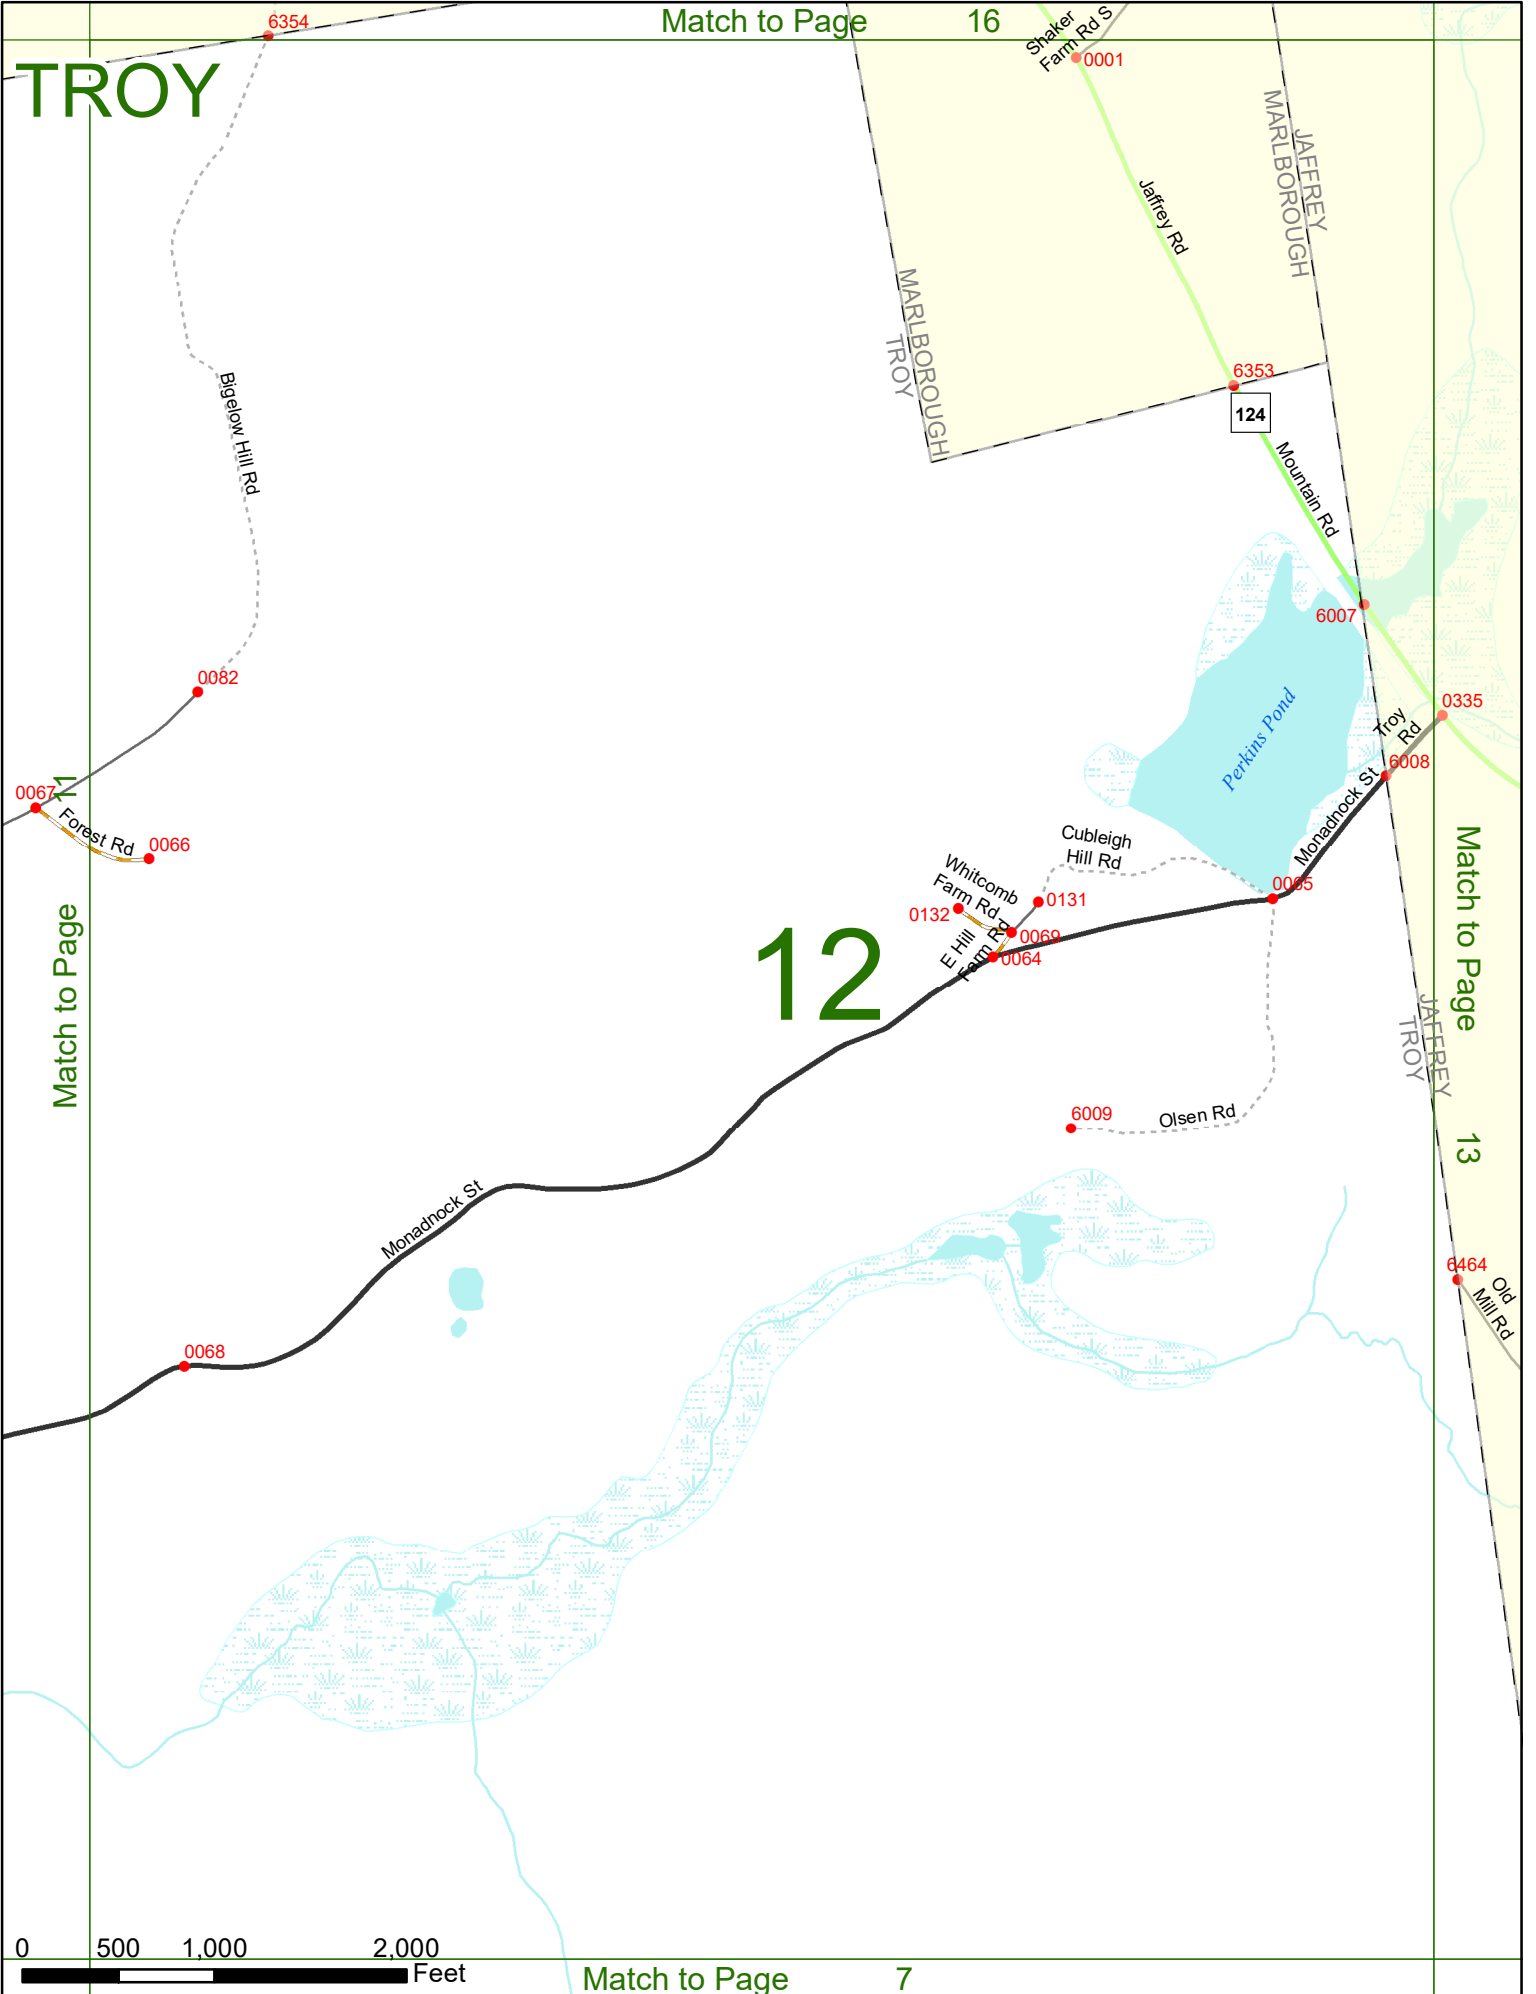 Match to Page 16
6354
Shaker
Farm Rd S
0001
TROY
JAFFREY
MARLBOROUGH
Jaffrey Rd
MARLBOROUGH
TROY
6353
124
Bigelow Hill Rd
Mountain Rd
6007
0082
Perkins Pond
0335
Troy
Rd
6008
0067
11
Forest Rd
0066
Monadnock St
Cubleigh
Hill Rd
Whitcomb
Farm Rd
0065
0131
0132
0069
E Hill
Farm Rd
0064
12
Match to Page
Match to Page
13
JAFFREY
TROY
6009
Olsen Rd
Monadnock St
6464
Old
Mill Rd
0068
0 500 1,000 2,000
Feet
Match to Page 7